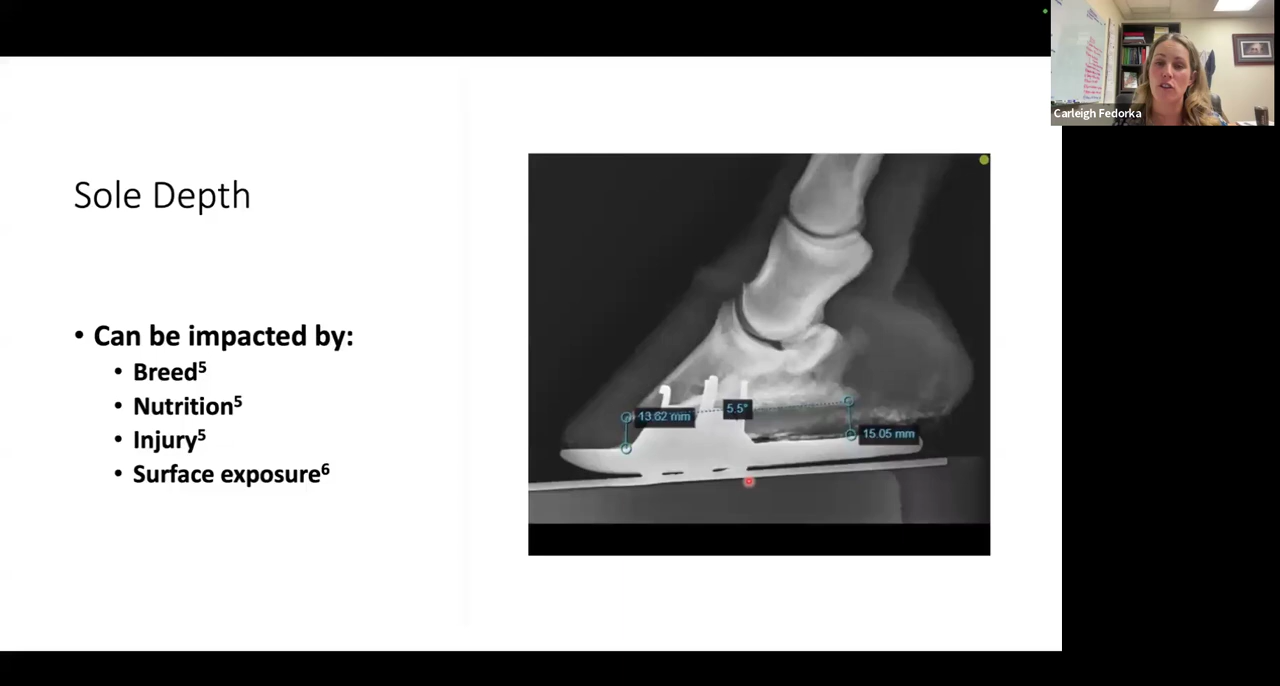 Carleigh Fedorka
Sole Depth
• Can be impacted by:
• Breed5
• Nutrition5
• Injury5
• Surface exposure6
13.62 mm
5.5°
15.05 mm